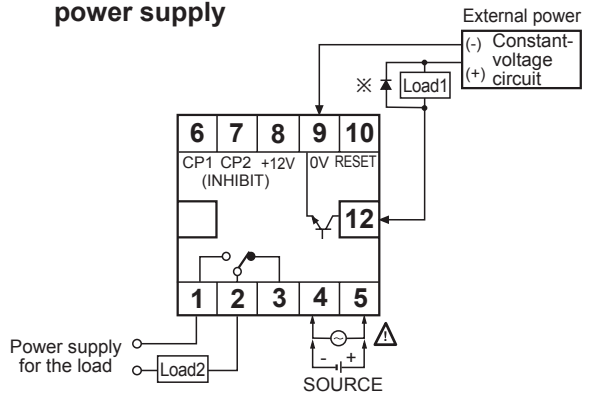 power supply
External power
(-) Constant-
voltage
(+) circuit
※ Load1
6 7 8 9 10
CP1 CP2 +12V 0V RESET
(INHIBIT)
12
1 2 3 4 5
Power supply
for the load
Load2
~
!
- +
SOURCE